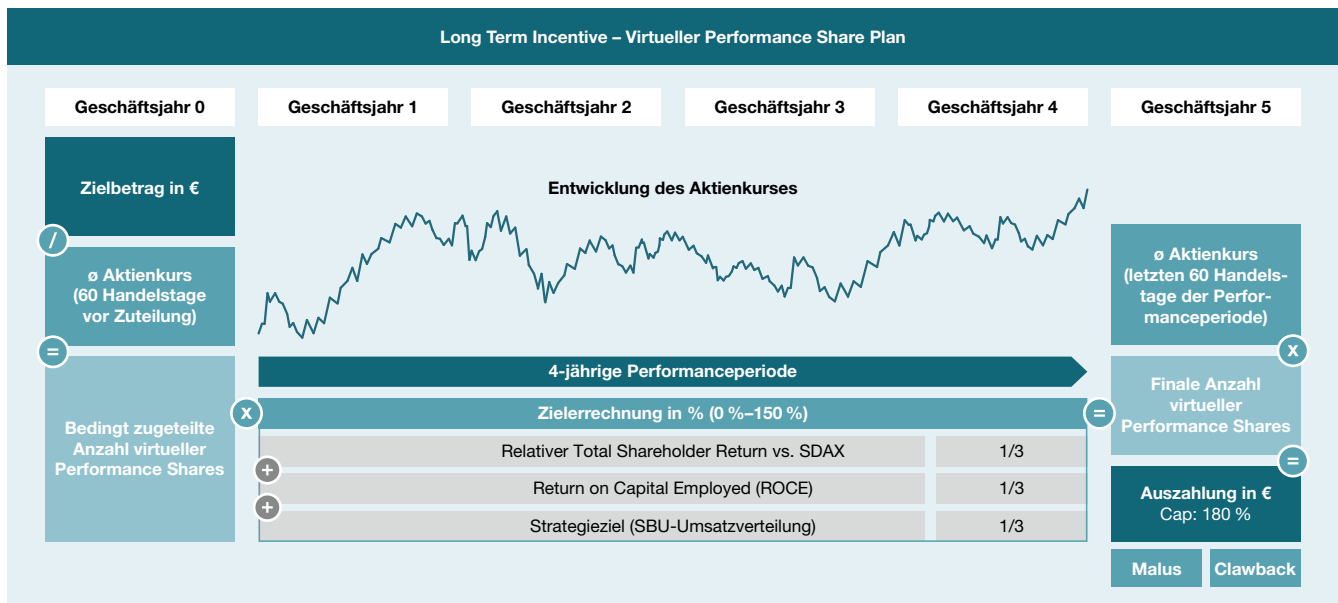 Long Term Incentive – Virtueller Performance Share Plan
Geschäftsjahr 0
Geschäftsjahr 1
Geschäftsjahr 2
Geschäftsjahr 3
Geschäftsjahr 4
Geschäftsjahr 5
Zielbetrag in €
/
ø Aktienkurs
(60 Handelstage
vor Zuteilung)
=
Bedingt zugeteilte
Anzahl virtueller
Performance Shares
x
Entwicklung des Aktienkurses
4-jährige Performanceperiode
Zielerrechnung in % (0 %–150 %)
Relativer Total Shareholder Return vs. SDAX
1/3
+
Return on Capital Employed (ROCE)
1/3
+
Strategieziel (SBU-Umsatzverteilung)
1/3
=
ø Aktienkurs
(letzten 60 Handels-
tage der Perfor-
manceperiode)
x
Finale Anzahl
virtueller
Performance Shares
=
Auszahlung in €
Cap: 180 %
Malus
Clawback